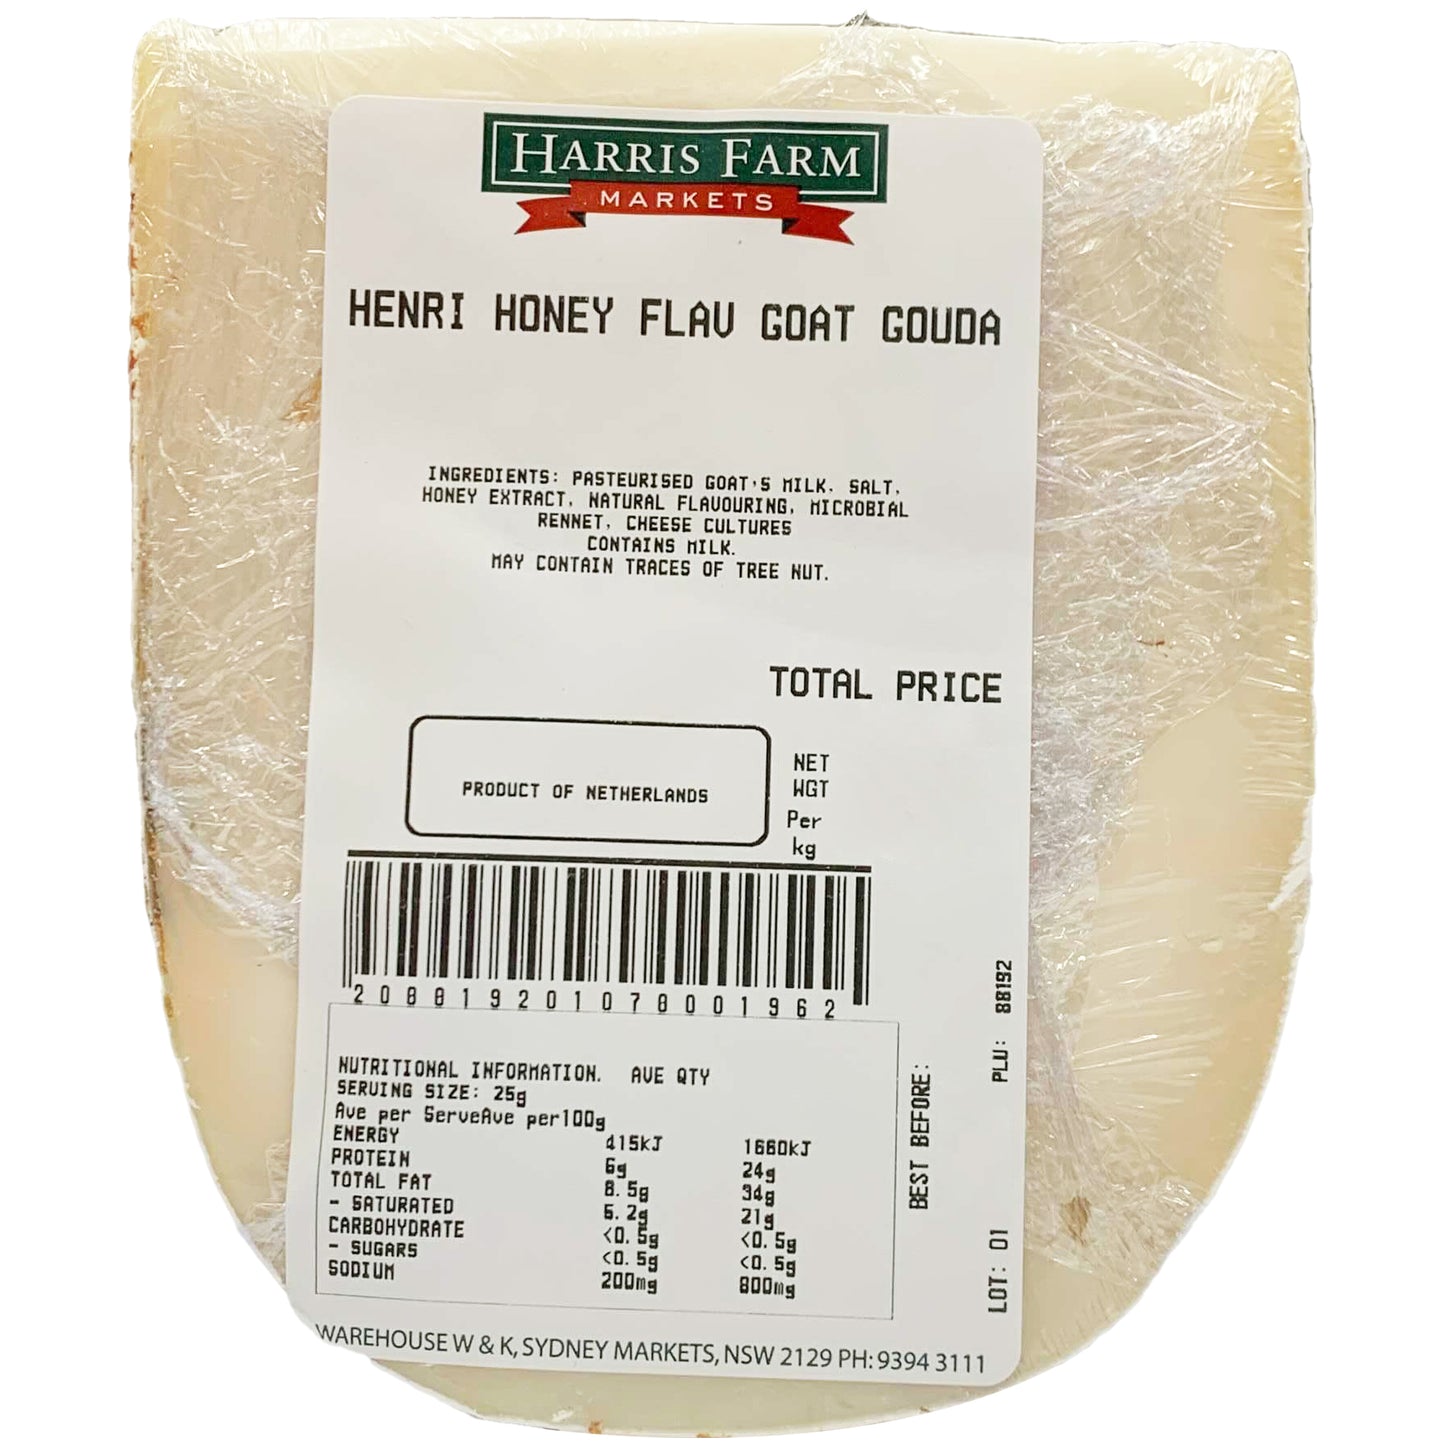 HARRIS FARM
MARKETS
HENRI HONEY FLAV GOAT GOUDA
INGREDIENTS: PASTEURISED GOAT'S MILK, SALT,
HONEY EXTRACT, NATURAL FLAVOURING, MICROBIAL
RENNET, CHEESE CULTURES
CONTAINS MILK.
MAY CONTAIN TRACES OF TREE NUT.
TOTAL PRICE
PRODUCT OF NETHERLANDS
NET
WGT
Per
kg
208819201078001962
NUTRITIONAL INFORMATION. AVE QTY
SERVING SIZE: 25g
Ave per ServeAve per100g
ENERGY 415kJ 1660kJ
PROTEIN 6g 24g
TOTAL FAT 8.5g 34g
- SATURATED 5.2g 21g
CARBOHYDRATE <0.5g <0.5g
- SUGARS <0.5g <0.5g
SODIUM 200mg 800mg
BEST BEFORE:
PLU: 88192
LOT: 01
WAREHOUSE W & K, SYDNEY MARKETS, NSW 2129 PH: 9394 3111